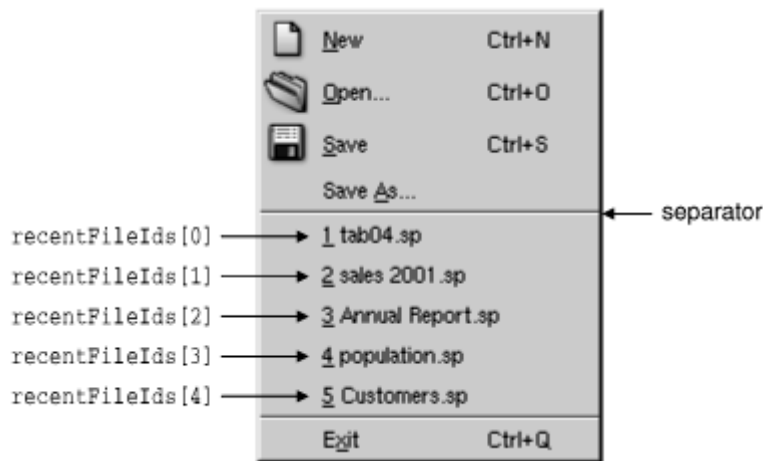 New Ctrl+N
Open... Ctrl+O
Save Ctrl+S
Save As...
separator
recentFileIds[0] 1 tab04.sp
recentFileIds[1] 2 sales 2001.sp
recentFileIds[2] 3 Annual Report.sp
recentFileIds[3] 4 population.sp
recentFileIds[4] 5 Customers.sp
Exit Ctrl+Q